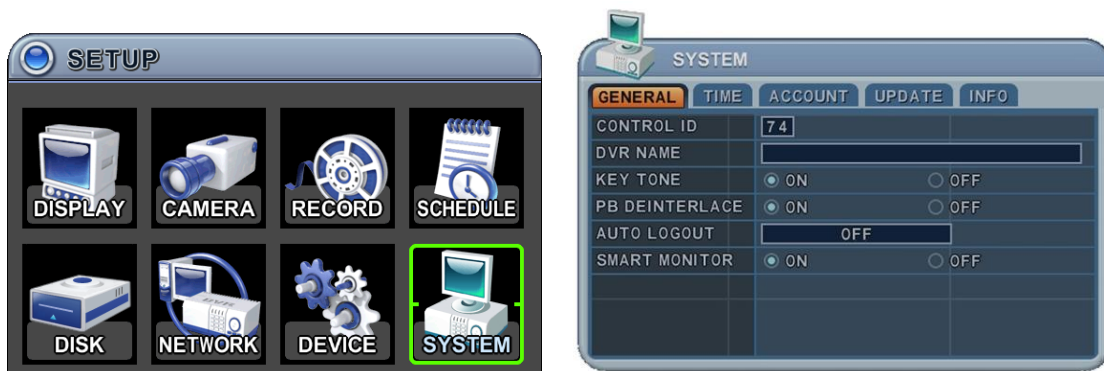 SETUP
DISPLAY CAMERA RECORD SCHEDULE
DISK NETWORK DEVICE SYSTEM
SYSTEM
GENERAL TIME ACCOUNT UPDATE INFO
CONTROL ID 74
DVR NAME
KEY TONE ON OFF
PB DEINTERLACE ON OFF
AUTO LOGOUT OFF
SMART MONITOR ON OFF